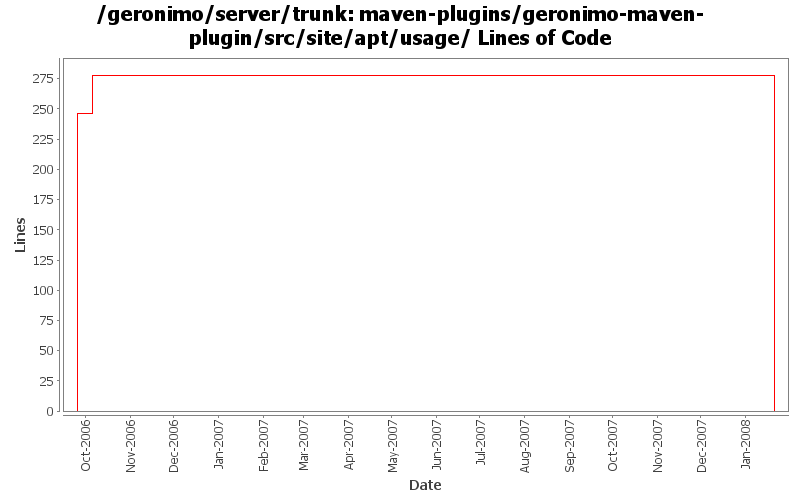 /geronimo/server/trunk: maven-plugins/geronimo-maven-
plugin/src/site/apt/usage/ Lines of Code
275
250
225
200
175
150
125
100
75
50
25
0
Lines
Oct-2006
Nov-2006
Dec-2006
Jan-2007
Feb-2007
Mar-2007
Apr-2007
May-2007
Jun-2007
Jul-2007
Aug-2007
Sep-2007
Oct-2007
Nov-2007
Dec-2007
Jan-2008
Date